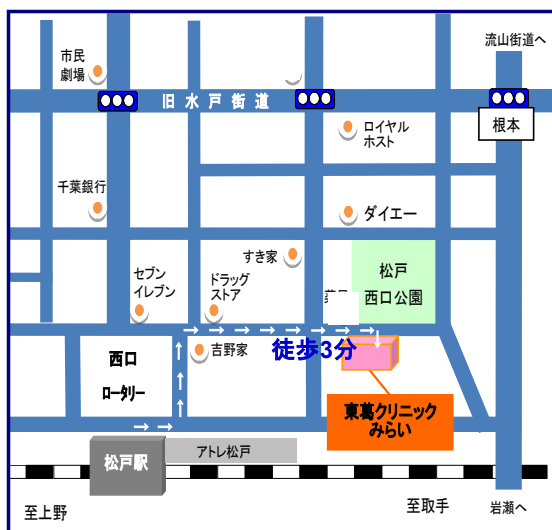 流山街道へ
市民
劇場
旧水戸街道
根本
ロイヤル
ホスト
千葉銀行
ダイエー
すき家
セブン
イレブン
ドラッグ
ストア
松戸
西口公園
徒歩3分
吉野家
西口
ロータリー
東葛クリニック
みらい
アトレ松戸
松戸駅
至上野
至取手
岩瀬へ